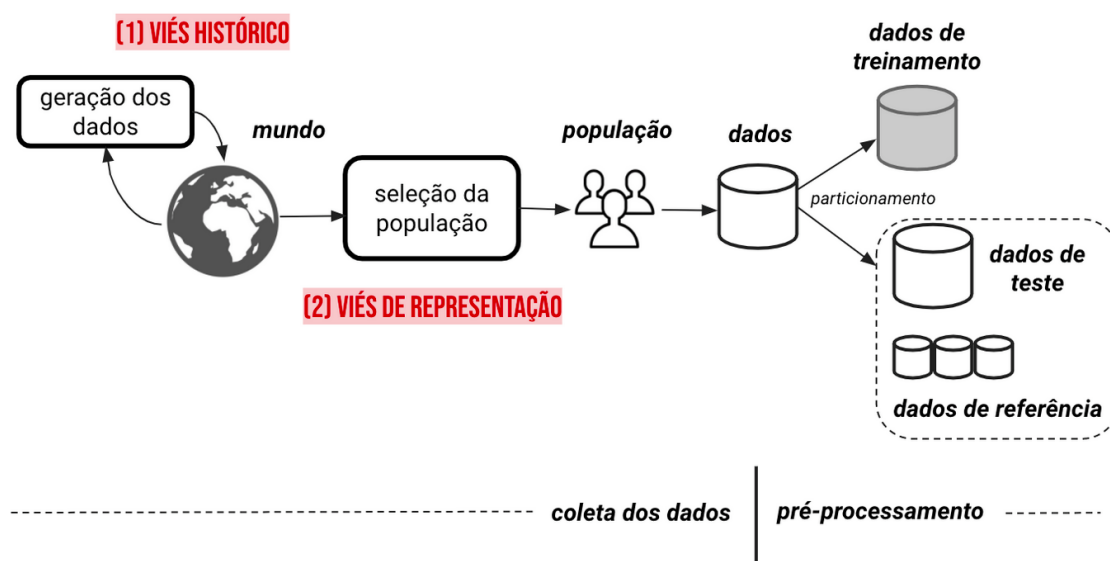 (1) VIÉS HISTÓRICO
geração dos
dados
mundo
seleção da
população
(2) VIÉS DE REPRESENTAÇÃO
população
dados
particionamento
dados de
treinamento
dados de
teste
dados de referência
coleta dos dados
pré-processamento